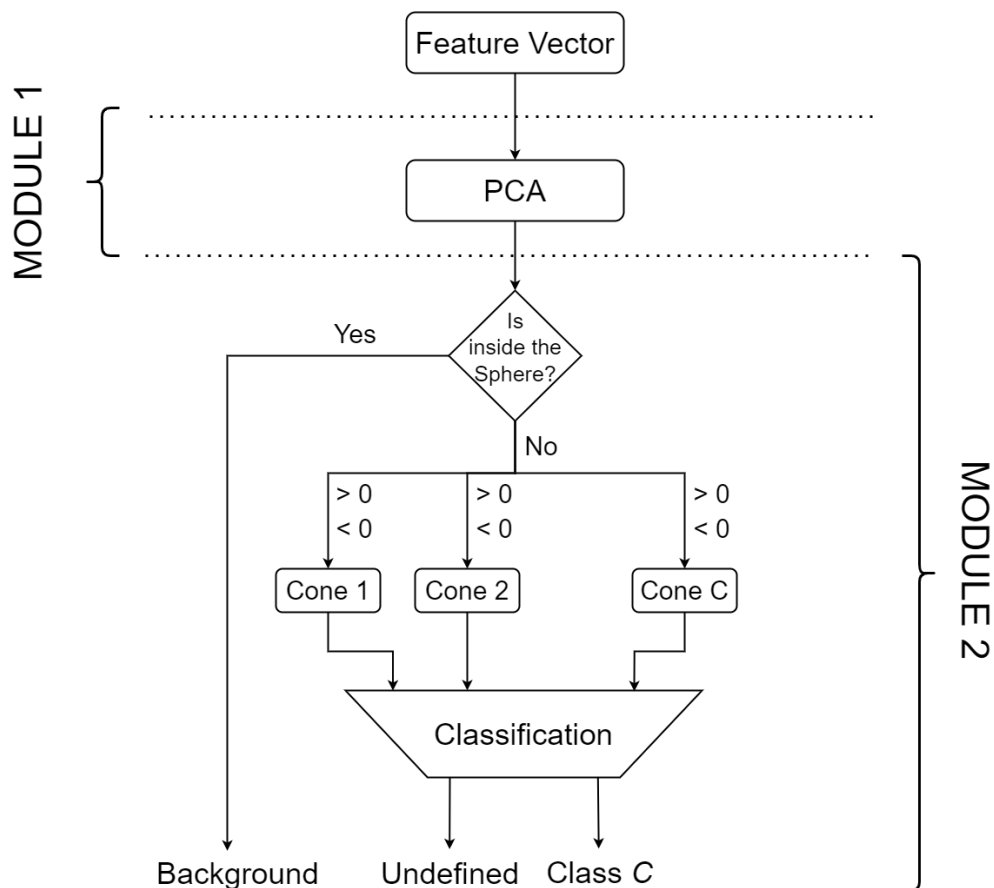 Feature Vector
MODULE 1
PCA
Is
inside the
Sphere?
Yes
No
> 0
< 0
> 0
< 0
> 0
< 0
Cone 1
Cone 2
Cone C
MODULE 2
Classification
Background
Undefined
Class C